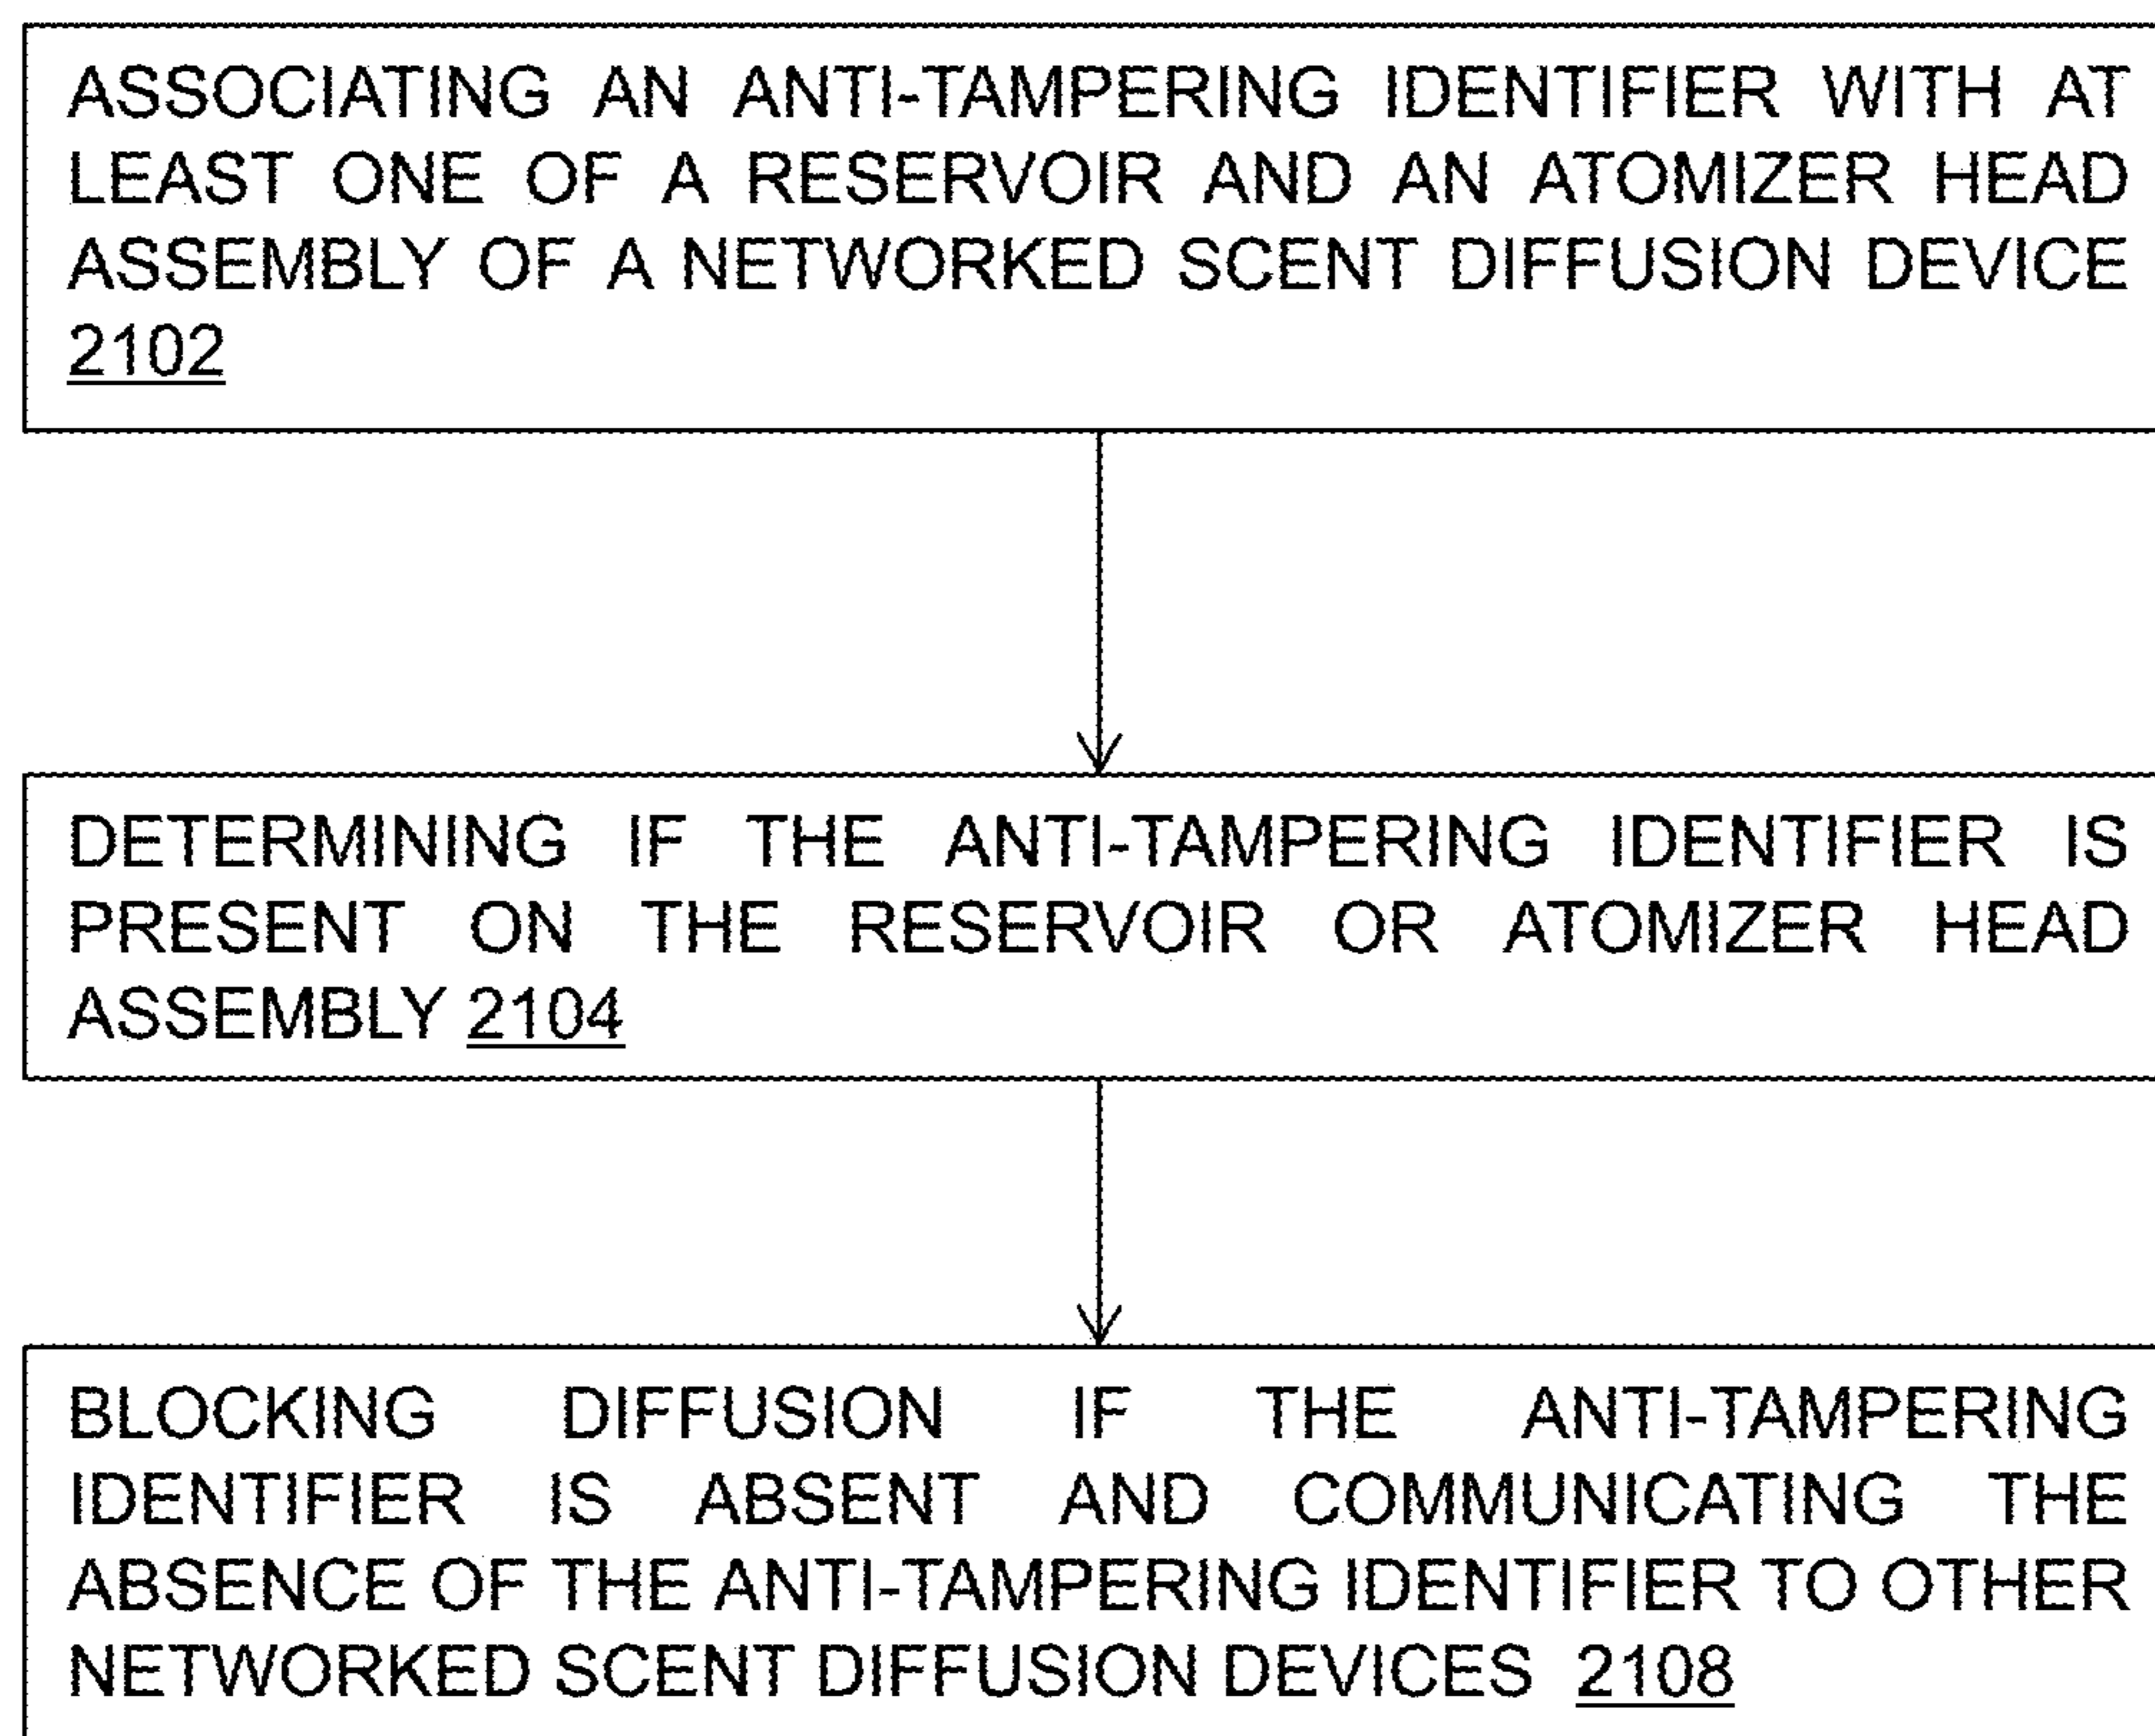 ASSOCIATING AN ANTI-TAMPERING IDENTIFIER WITH AT
LEAST ONE OF A RESERVOIR AND AN ATOMIZER HEAD
ASSEMBLY OF A NETWORKED SCENT DIFFUSION DEVICE
2102
DETERMINING IF THE ANTI-TAMPERING IDENTIFIER IS
PRESENT ON THE RESERVOIR OR ATOMIZER HEAD
ASSEMBLY 2104
BLOCKING DIFFUSION IF THE ANTI-TAMPERING
IDENTIFIER IS ABSENT AND COMMUNICATING THE
ABSENCE OF THE ANTI-TAMPERING IDENTIFIER TO OTHER
NETWORKED SCENT DIFFUSION DEVICES 2108